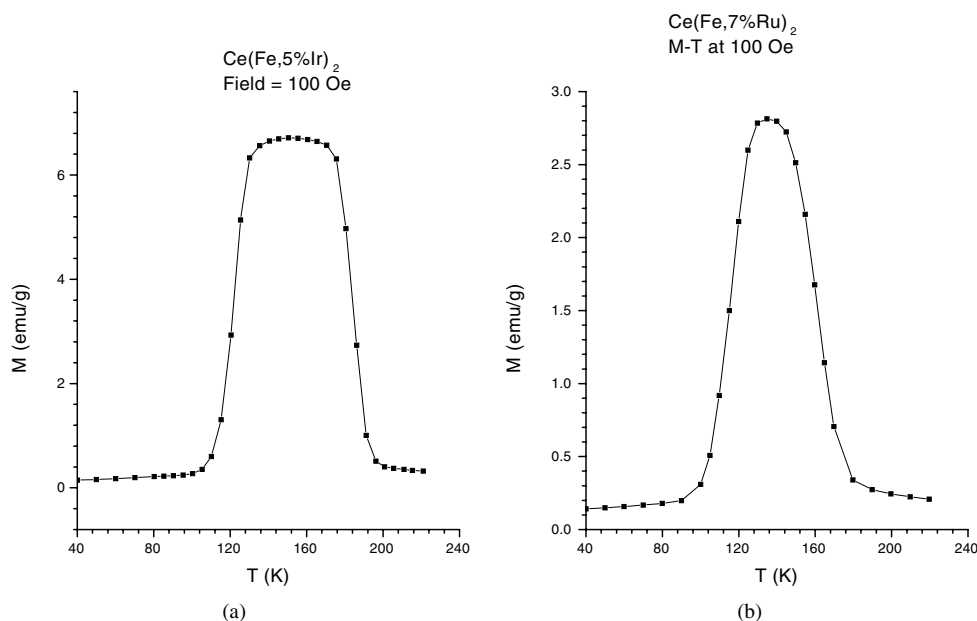 Ce(Fe,5%Ir)2
Field = 100 Oe
6
4
2
0
M (emu/g)
40
80
120
160
200
240
T (K)
(a)
Ce(Fe,7%Ru)2
M-T at 100 Oe
3.0
2.5
2.0
1.5
1.0
0.5
0.0
M (emu/g)
40
80
120
160
200
240
T (K)
(b)